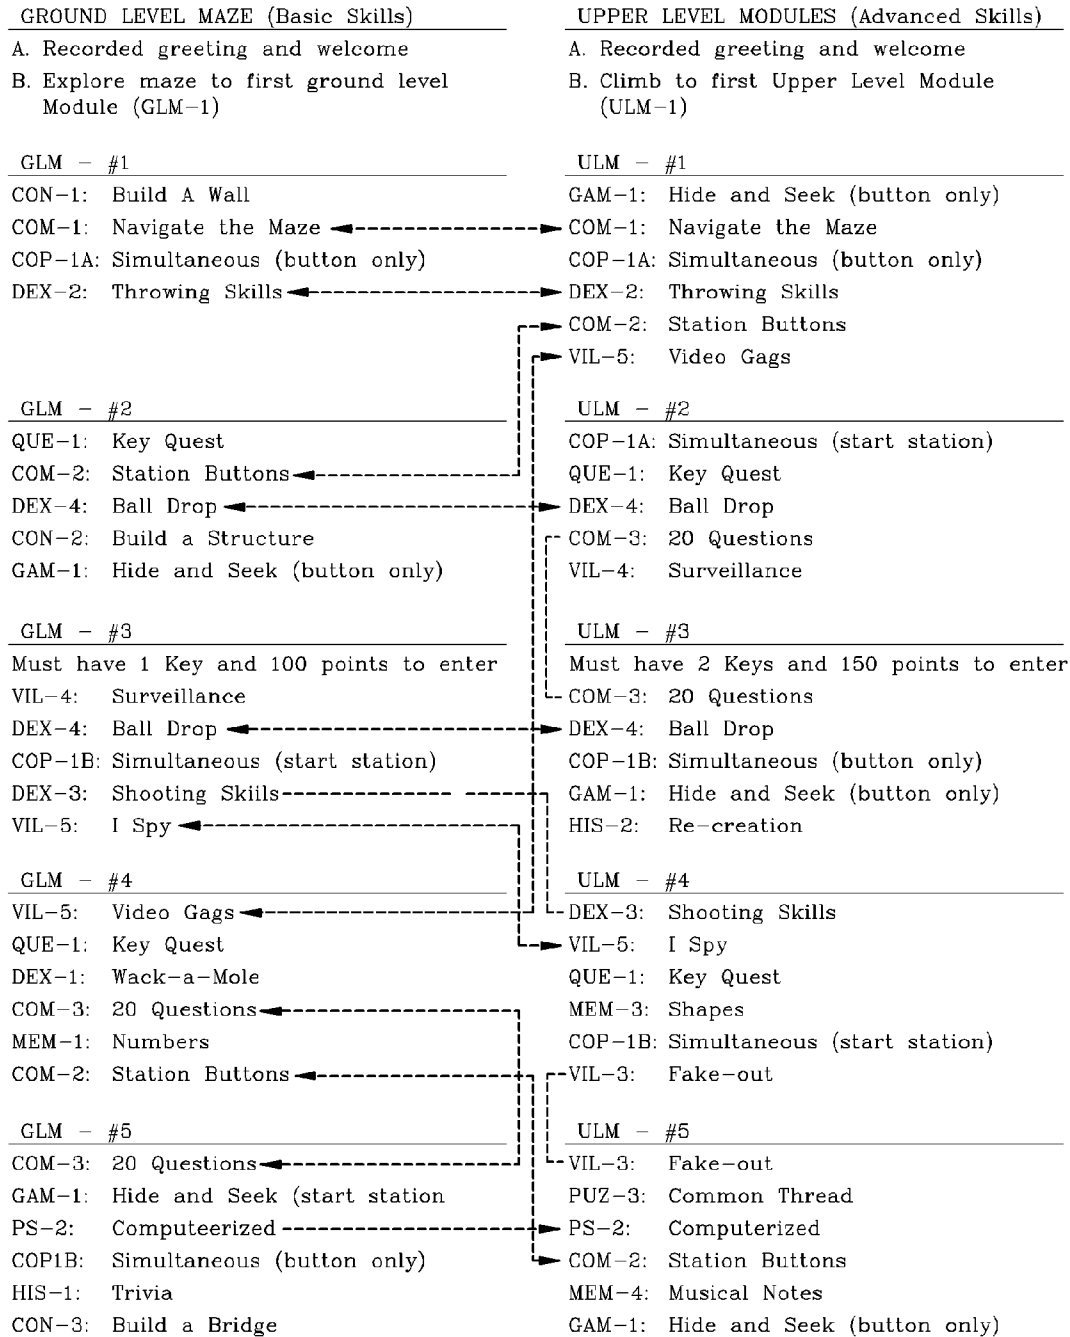 GROUND LEVEL MAZE (Basic Skills)
A. Recorded greeting and welcome
B. Explore maze to first ground level
Module (GLM-1)
GLM - #1
CON-1: Build A Wall
COM-1: Navigate the Maze
COP-1A: Simultaneous (button only)
DEX-2: Throwing Skills
GLM - #2
QUE-1: Key Quest
COM-2: Station Buttons
DEX-4: Ball Drop
CON-2: Build a Structure
GAM-1: Hide and Seek (button only)
GLM - #3
Must have 1 Key and 100 points to enter
VIL-4: Surveillance
DEX-4: Ball Drop
COP-1B: Simultaneous (start station)
DEX-3: Shooting Skiils
VIL-5: I Spy
GLM - #4
VIL-5: Video Gags
QUE-1: Key Quest
DEX-1: Wack-a-Mole
COM-3: 20 Questions
MEM-1: Numbers
COM-2: Station Buttons
GLM - #5
COM-3: 20 Questions
GAM-1: Hide and Seek (start station
PS-2: Computeerized
COP1B: Simultaneous (button only)
HIS-1: Trivia
CON-3: Build a Bridge
UPPER LEVEL MODULES (Advanced Skills)
A. Recorded greeting and welcome
B. Climb to first Upper Level Module
(ULM-1)
ULM - #1
GAM-1: Hide and Seek (button only)
COM-1: Navigate the Maze
COP-1A: Simultaneous (button only)
DEX-2: Throwing Skills
COM-2: Station Buttons
VIL-5: Video Gags
ULM - #2
COP-1A: Simultaneous (start station)
QUE-1: Key Quest
DEX-4: Ball Drop
COM-3: 20 Questions
VIL-4: Surveillance
ULM - #3
Must have 2 Keys and 150 points to enter
COM-3: 20 Questions
DEX-4: Ball Drop
COP-1B: Simultaneous (button only)
GAM-1: Hide and Seek (button only)
HIS-2: Re-creation
ULM - #4
DEX-3: Shooting Skills
VIL-5: I Spy
QUE-1: Key Quest
MEM-3: Shapes
COP-1B: Simultaneous (start station)
VIL-3: Fake-out
ULM - #5
VIL-3: Fake-out
PUZ-3: Common Thread
PS-2: Computerized
COM-2: Station Buttons
MEM-4: Musical Notes
GAM-1: Hide and Seek (button only)